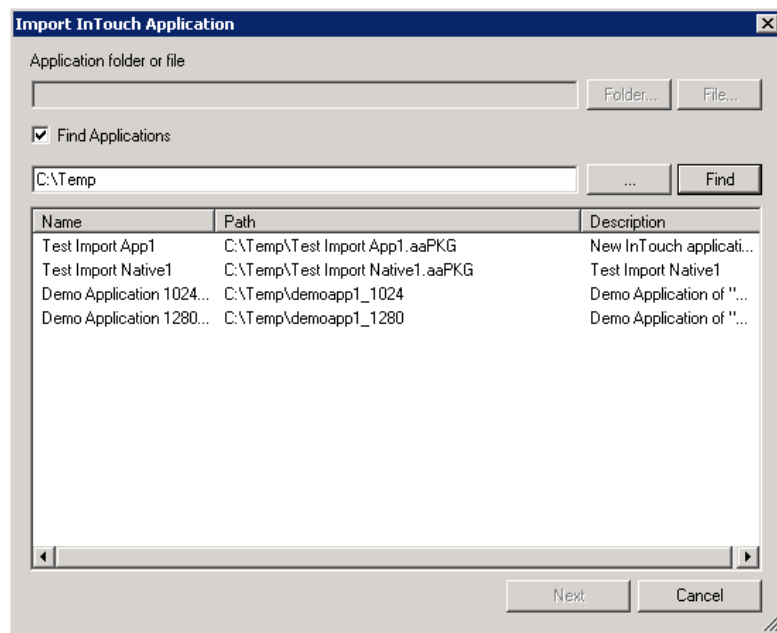 Import InTouch Application
Application folder or file
Folder... File...
Find Applications
C:\Temp ... Find
Name Path Description
Test Import App1 C:\Temp\Test Import App1.aaPKG New InTouch applicati...
Test Import Native1 C:\Temp\Test Import Native1.aaPKG Test Import Native1
Demo Application 1024... C:\Temp\demoapp1_1024 Demo Application of "...
Demo Application 1280... C:\Temp\demoapp1_1280 Demo Application of "...
Next Cancel